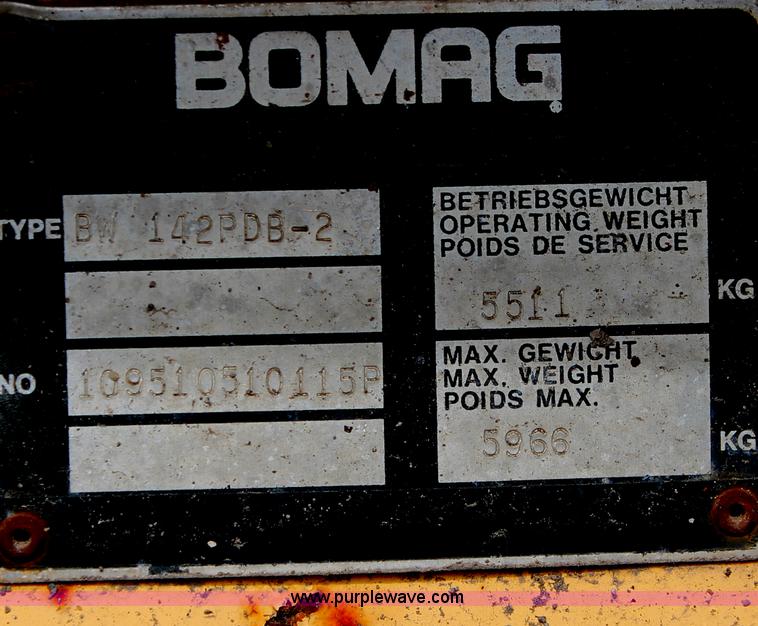 BOMAG
TYPE BW 142PDB-2
BETRIEBSGEWICHT
OPERATING WEIGHT
POIDS DE SERVICE
5511 KG
NO 109510510115P
MAX. GEWICHT
MAX. WEIGHT
POIDS MAX.
5966 KG
www.purplewave.com